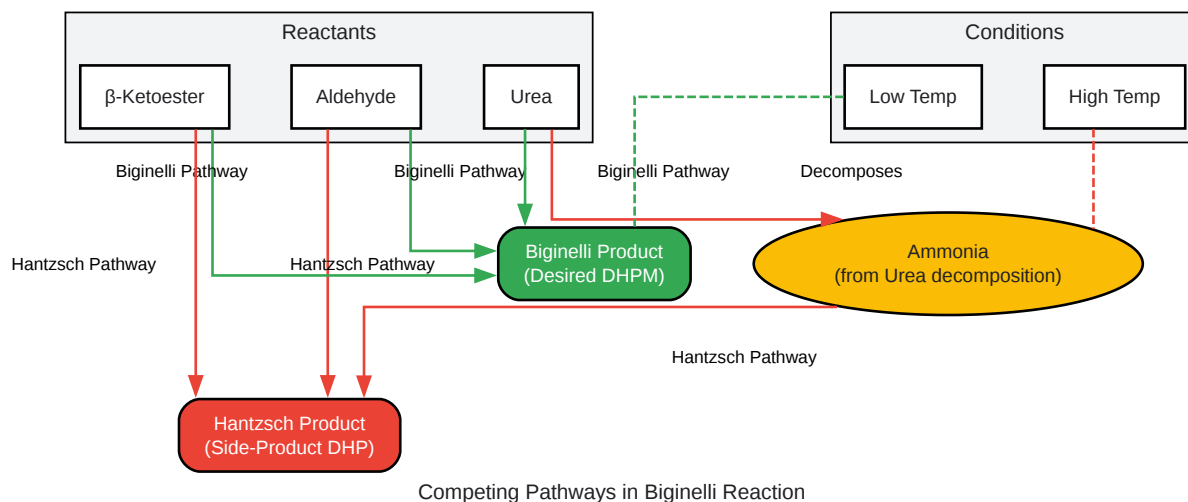 Reactants
Conditions
β-Ketoester
Aldehyde
Urea
Low Temp
High Temp
Biginelli Pathway
Biginelli Pathway
Biginelli Pathway
Decomposes
Hantzsch Pathway
Hantzsch Pathway
Biginelli Product
(Desired DHPM)
Ammonia
(from Urea decomposition)
Hantzsch Pathway
Hantzsch Product
(Side-Product DHP)
Competing Pathways in Biginelli Reaction